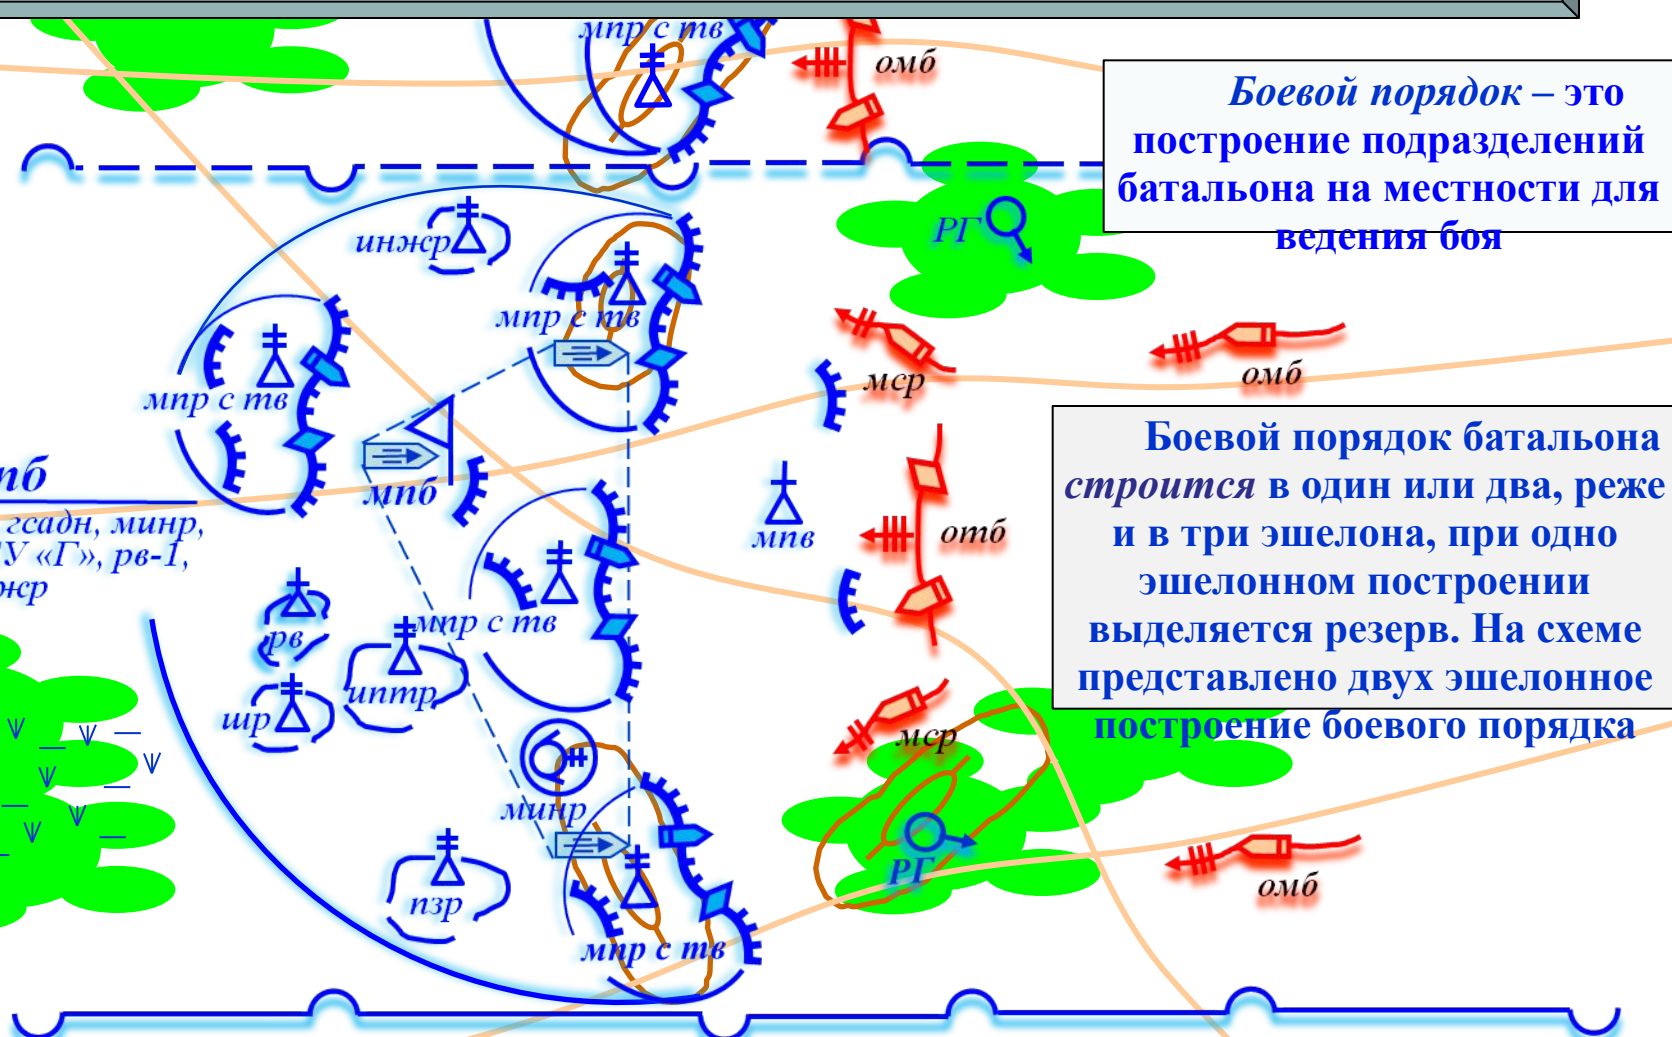 мпр с тв
омб
Боевой порядок – это
построение подразделений
батальона на местности для
ведения боя
инжр
РГ
мпр с тв
мср
омб
мпр с тв
Боевой порядок батальона
строится в один или два, реже
и в три эшелона, при одно
эшелонном построении
выделяется резерв. На схеме
представлено двух эшелонное
построение боевого порядка
пб
гсадн, минр,
У «Г», рв-1,
жр
мпб
мпв
отб
мпр с тв
рв
иптр
шр
мср
минр
РГ
пзр
омб
мпр с тв